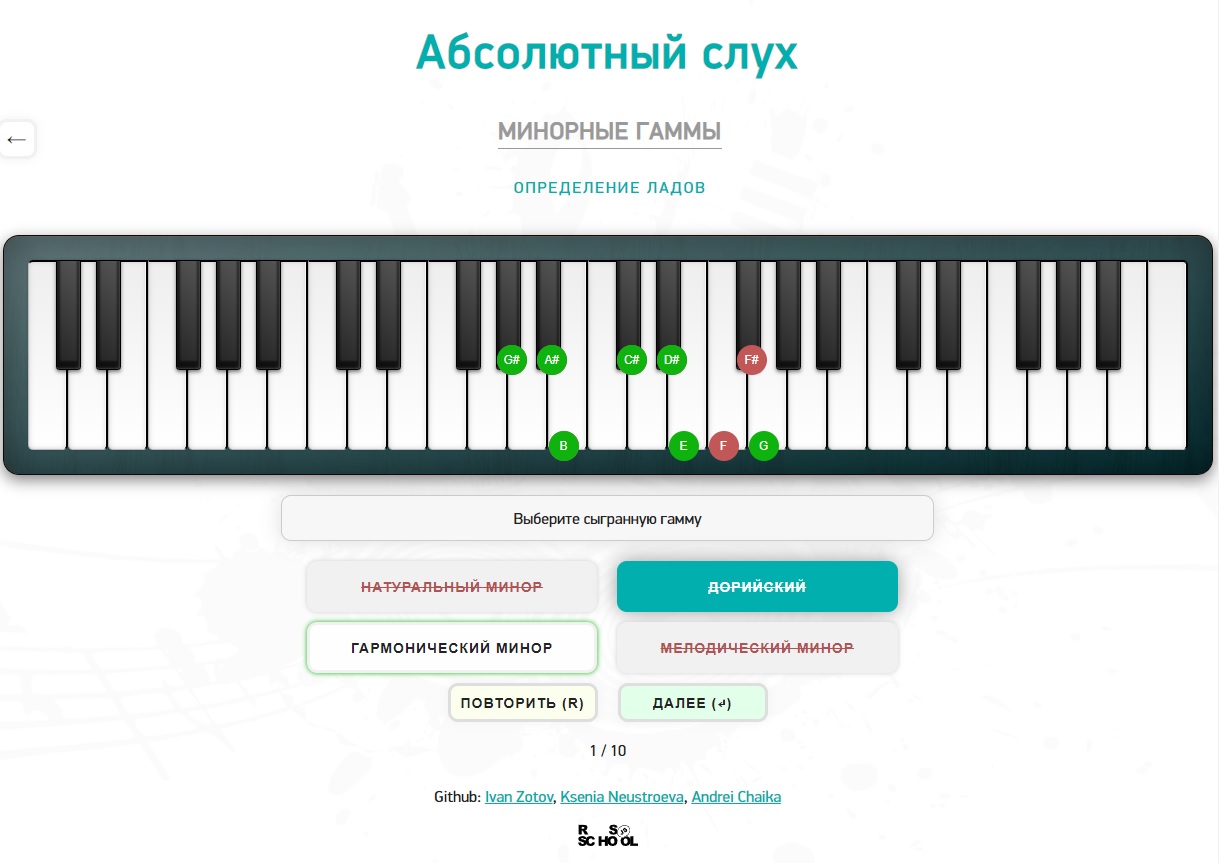 Абсолютный слух
←
МИНОРНЫЕ ГАММЫ
ОПРЕДЕЛЕНИЕ ЛАДОВ
G# A# C# D# F#
B E F G
Выберите сыгранную гамму
НАТУРАЛЬНЫЙ МИНОР ДОРИЙСКИЙ
ГАРМОНИЧЕСКИЙ МИНОР МЕЛОДИЧЕСКИЙ МИНОР
ПОВТОРИТЬ (R) ДАЛЕЕ (↵)
1 / 10
Github: Ivan Zotov, Ksenia Neustroeva, Andrei Chaika
R S JS
SCHOOL